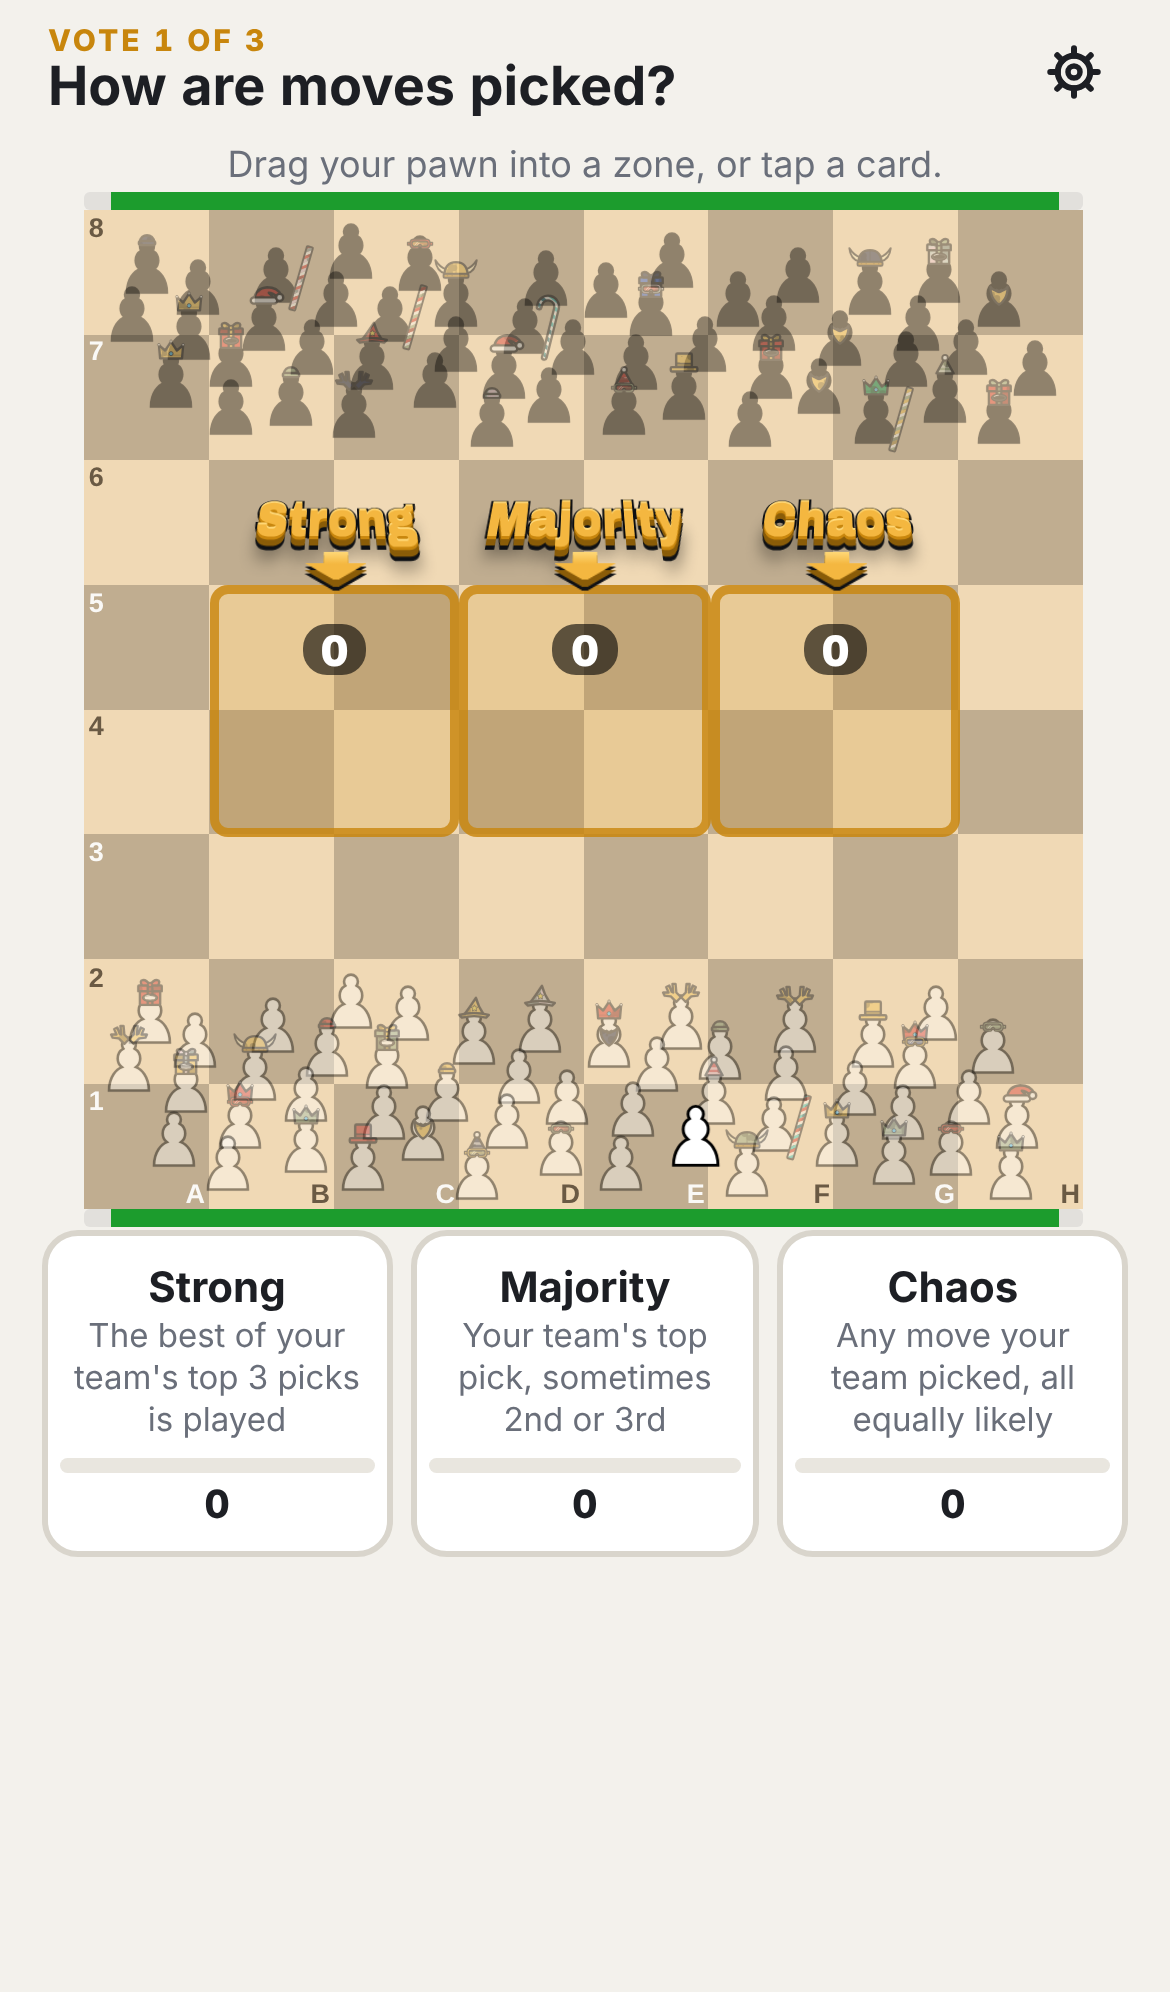 VOTE 1 OF 3
How are moves picked?
Drag your pawn into a zone, or tap a card.
8
7
6
Strong Majority Chaos
5
0 0 0
4
3
2
1
A B C D E F G H
Strong
The best of your
team's top 3 picks
is played
0
Majority
Your team's top
pick, sometimes
2nd or 3rd
0
Chaos
Any move your
team picked, all
equally likely
0